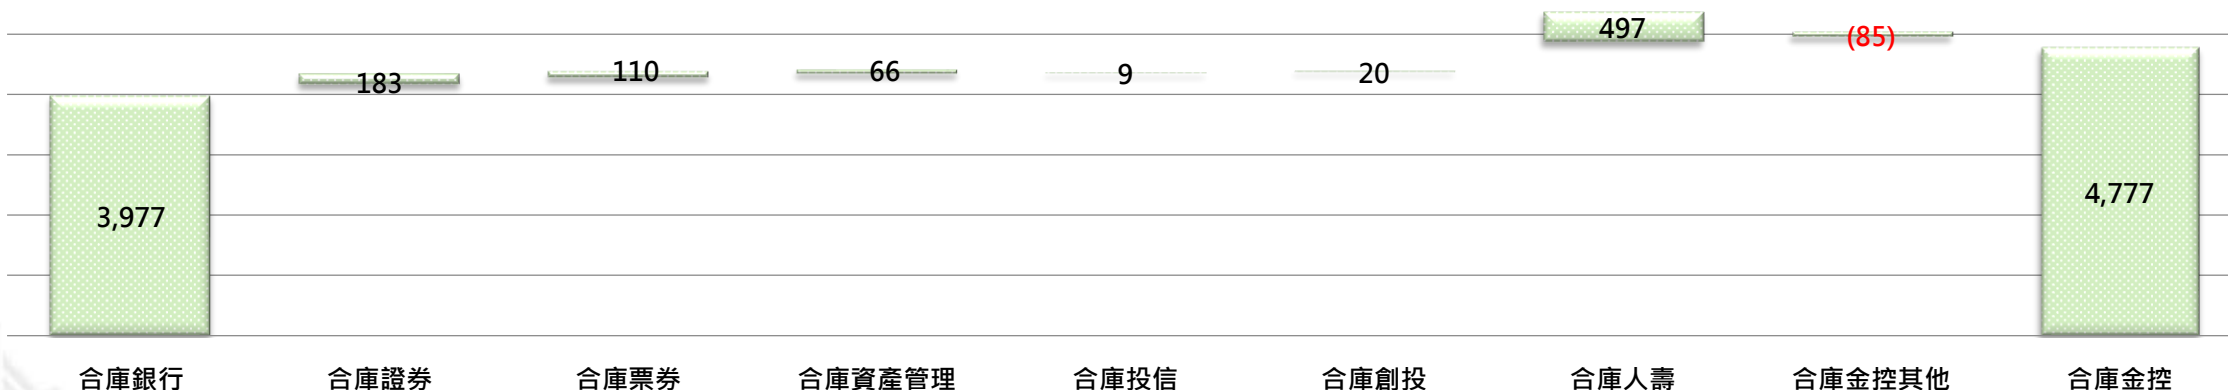 3,977
183
110
66
9
20
497
(85)
4,777
合庫銀行
合庫證券
合庫票券
合庫資產管理
合庫投信
合庫創投
合庫人壽
合庫金控其他
合庫金控